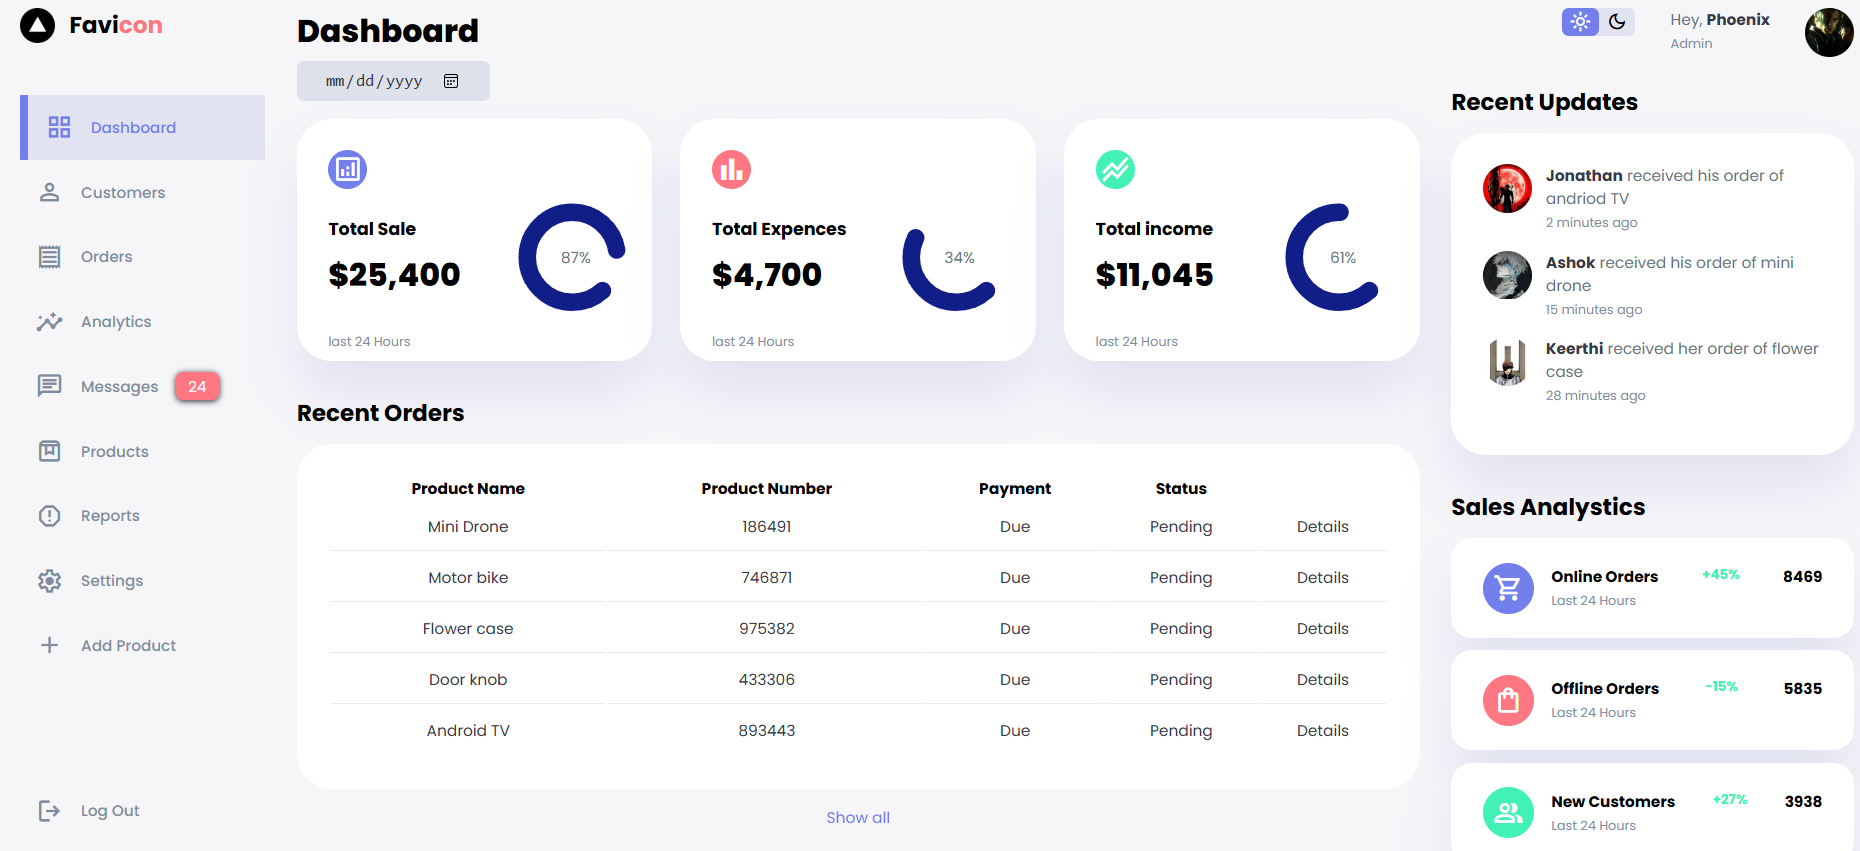 Favicon
Dashboard
Customers
Orders
Analytics
Messages 24
Products
Reports
Settings
Add Product
Log Out
Dashboard
mm/dd/yyyy
Total Sale
$25,400
87%
last 24 Hours
Total Expences
$4,700
34%
last 24 Hours
Total income
$11,045
61%
last 24 Hours
Recent Orders
Product Name Product Number Payment Status
Mini Drone 186491 Due Pending Details
Motor bike 746871 Due Pending Details
Flower case 975382 Due Pending Details
Door knob 433306 Due Pending Details
Android TV 893443 Due Pending Details
Show all
Hey, Phoenix
Admin
Recent Updates
Jonathan received his order of
andriod TV
2 minutes ago
Ashok received his order of mini
drone
15 minutes ago
Keerthi received her order of flower
case
28 minutes ago
Sales Analystics
Online Orders +45% 8469
Last 24 Hours
Offline Orders -15% 5835
Last 24 Hours
New Customers +27% 3938
Last 24 Hours